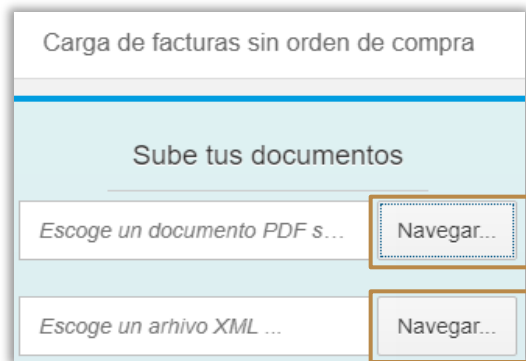 Carga de facturas sin orden de compra
Sube tus documentos
Escoge un documento PDF s... Navegar...
Escoge un arhivo XML ... Navegar...